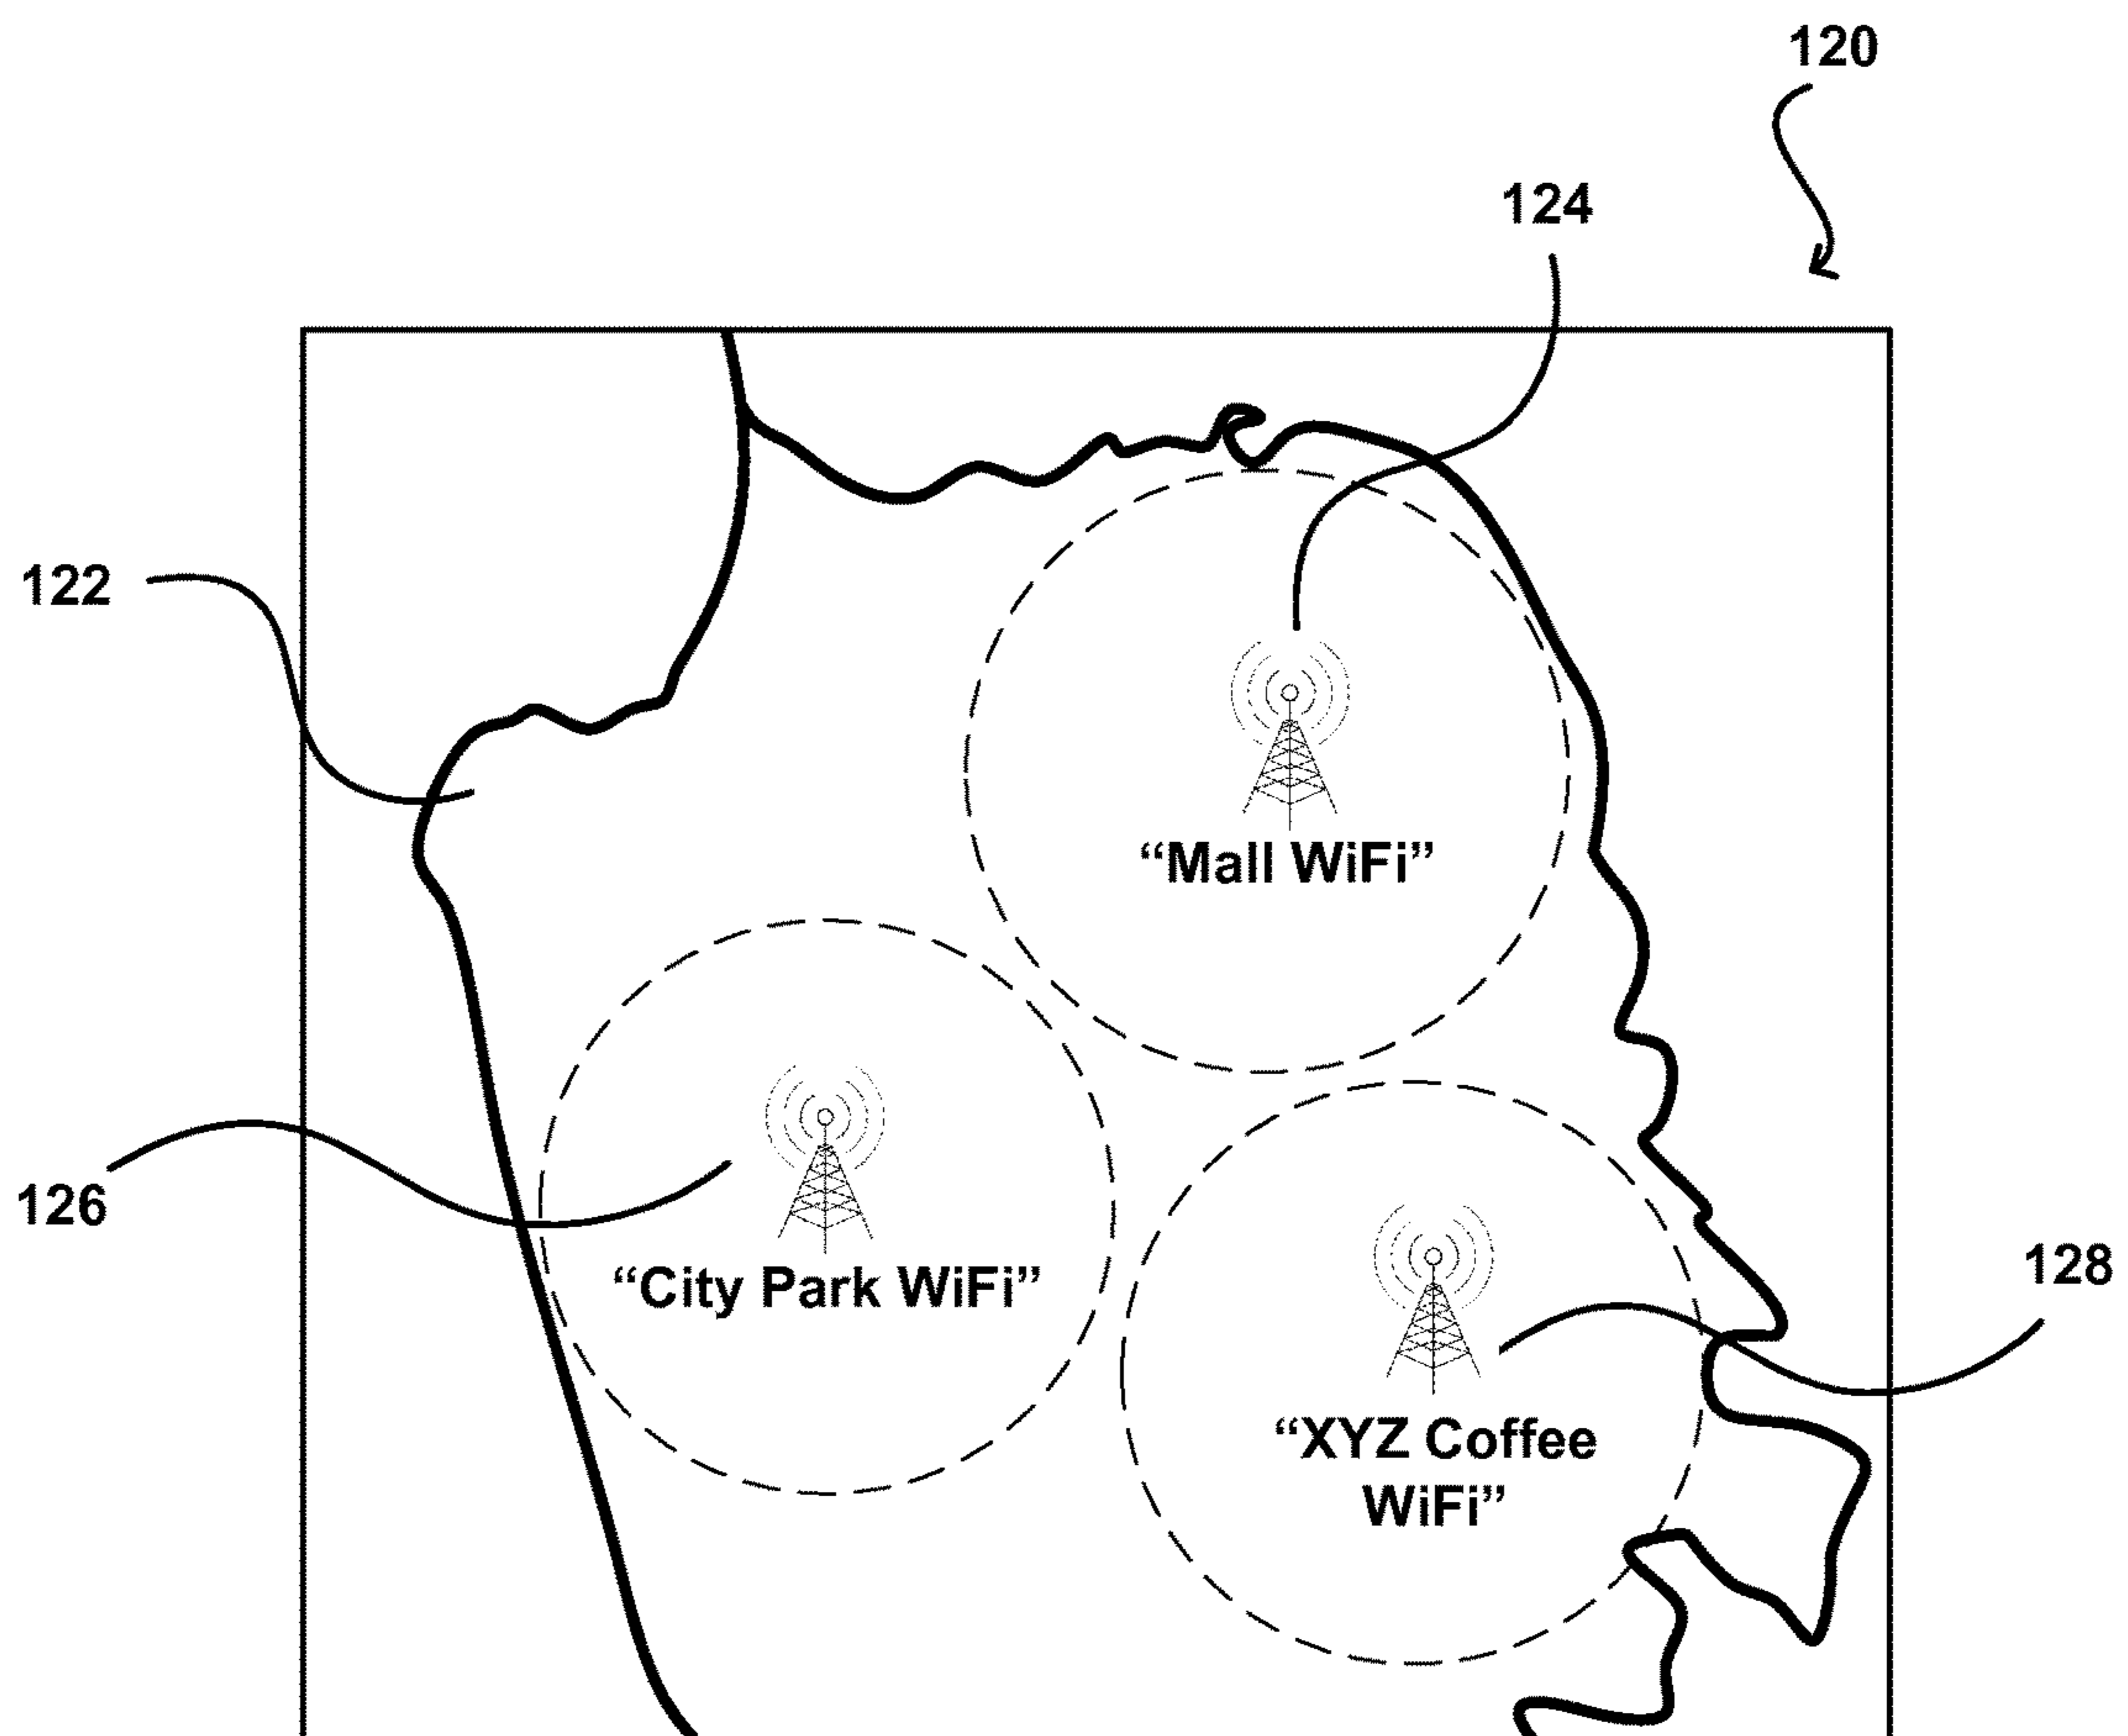 120
124
122
“Mall WiFi”
126
“City Park WiFi”
128
“XYZ Coffee
WiFi”